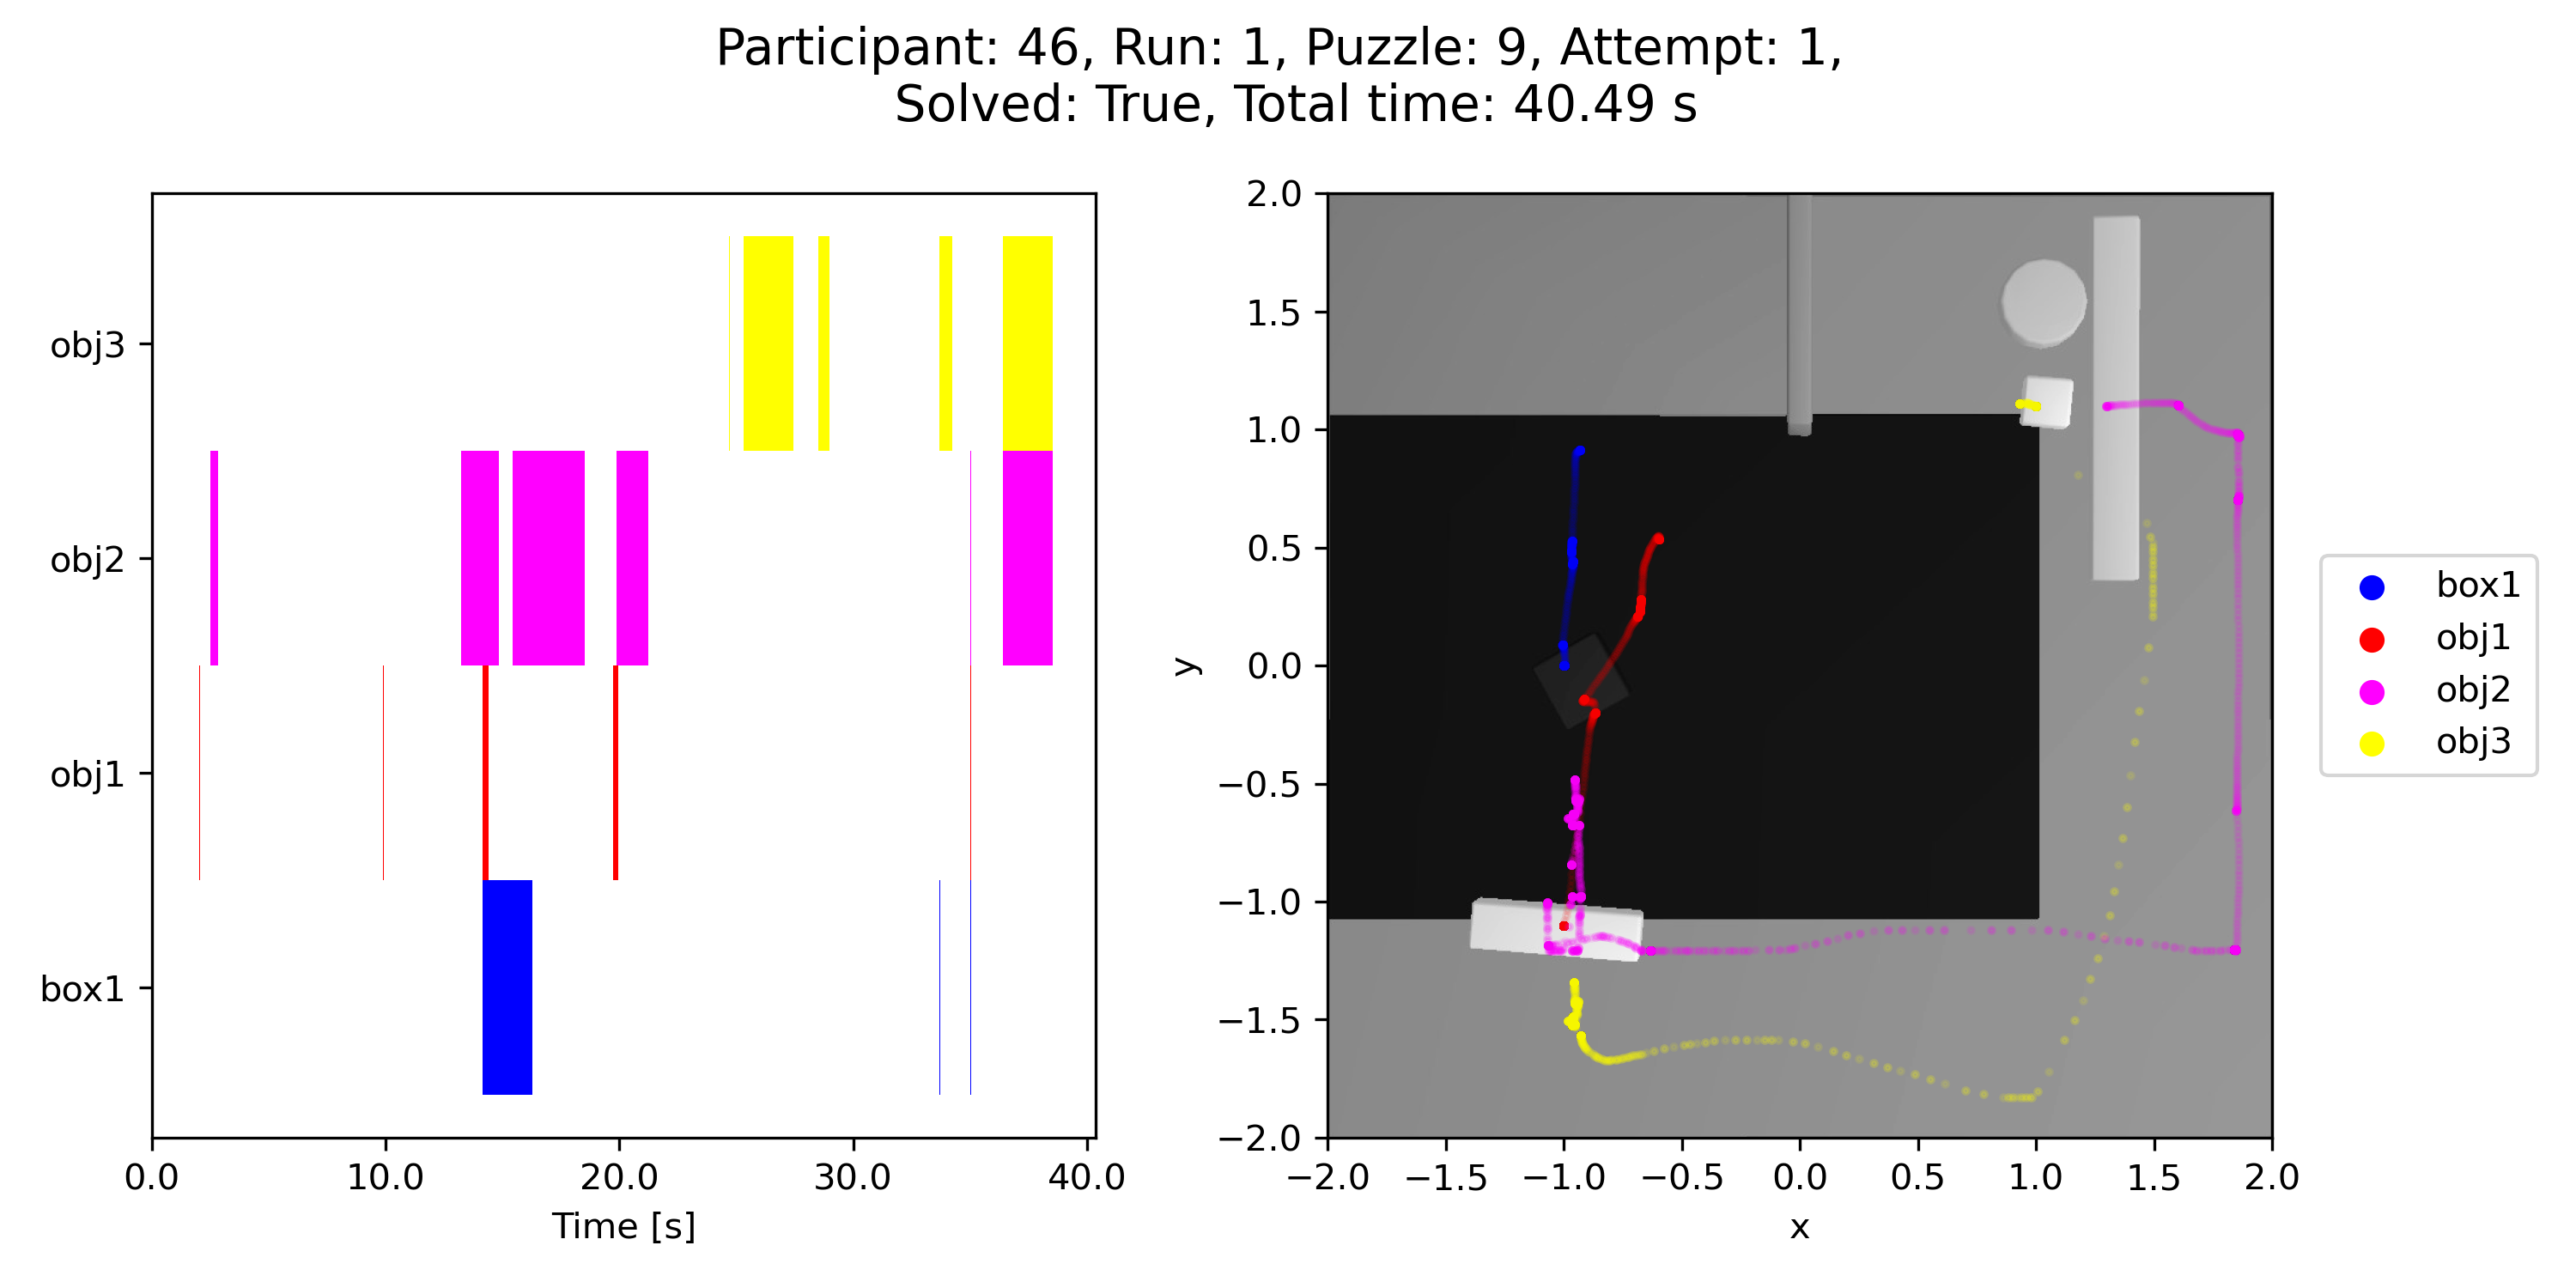 Participant: 46, Run: 1, Puzzle: 9, Attempt: 1,
Solved: True, Total time: 40.49 s
obj3
obj2
obj1
box1
0.0 10.0 20.0 30.0 40.0
Time [s]
2.0
1.5
1.0
0.5
0.0
−0.5
−1.0
−1.5
−2.0
y
−2.0 −1.5 −1.0 −0.5 0.0 0.5 1.0 1.5 2.0
x
box1
obj1
obj2
obj3